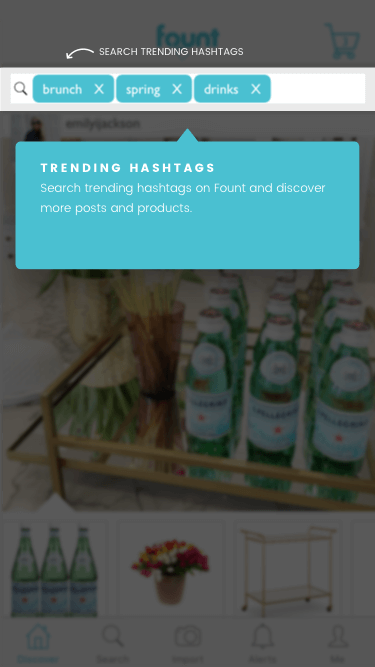 fount
SEARCH TRENDING HASHTAGS
brunch X spring X drinks X
emilyjackson
TRENDING HASHTAGS
Search trending hashtags on Fount and discover
more posts and products.
S.PELLEGRINO
Discover Search Import Alerts Me